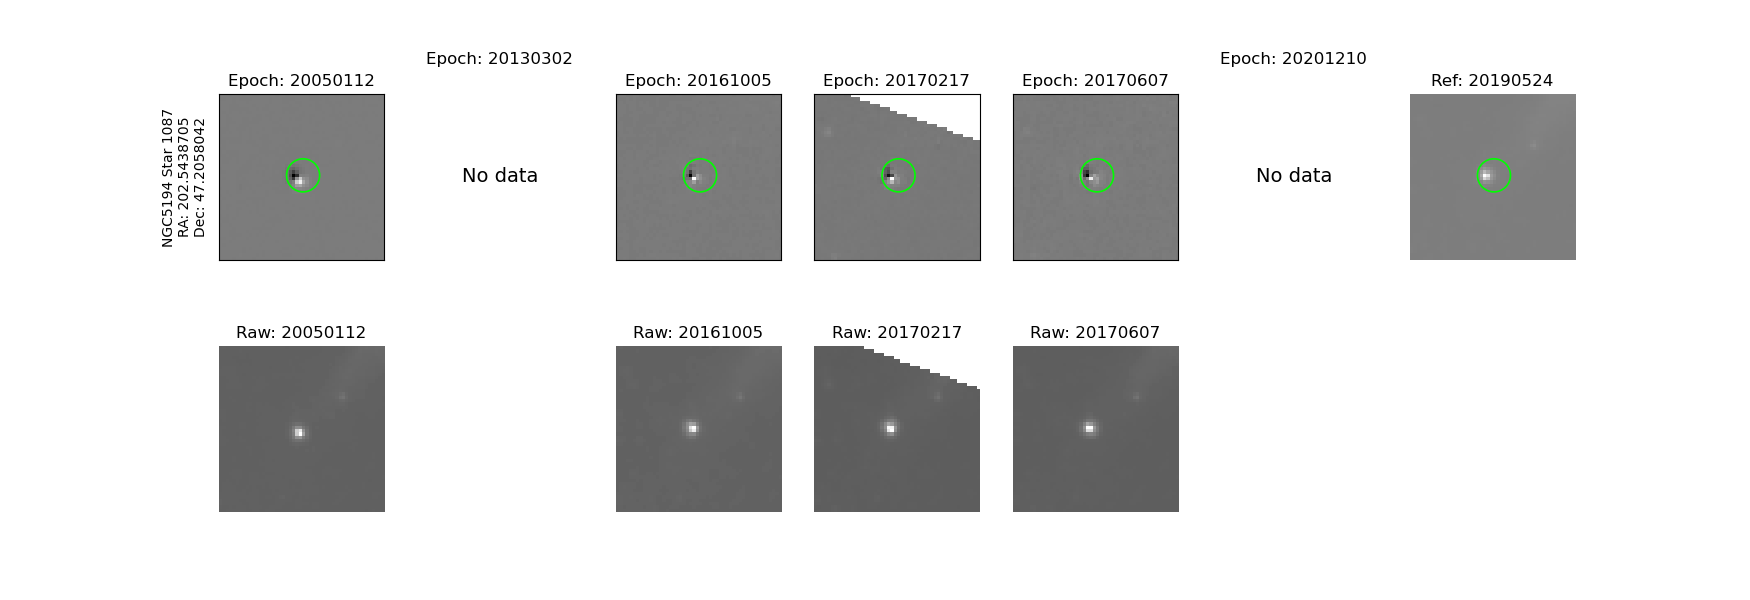 Epoch: 20050112
Epoch: 20130302
Epoch: 20161005
Epoch: 20170217
Epoch: 20170607
Epoch: 20201210
Ref: 20190524
NGC5194 Star 1087
RA: 202.5438705
Dec: 47.2058042
No data
No data
Raw: 20050112
Raw: 20161005
Raw: 20170217
Raw: 20170607